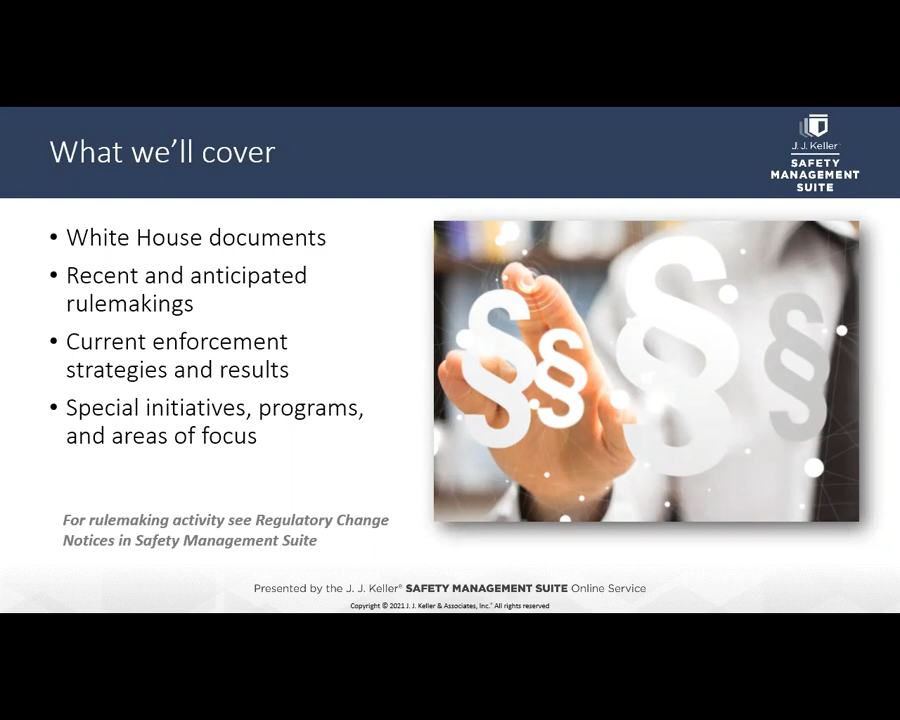 What we'll cover
J. J. Keller
SAFETY
MANAGEMENT
SUITE
• White House documents
• Recent and anticipated
rulemakings
• Current enforcement
strategies and results
• Special initiatives, programs,
and areas of focus
§ § § §
For rulemaking activity see Regulatory Change
Notices in Safety Management Suite
Presented by the J. J. Keller® SAFETY MANAGEMENT SUITE Online Service
Copyright © 2021 J. J. Keller & Associates, Inc.® All rights reserved